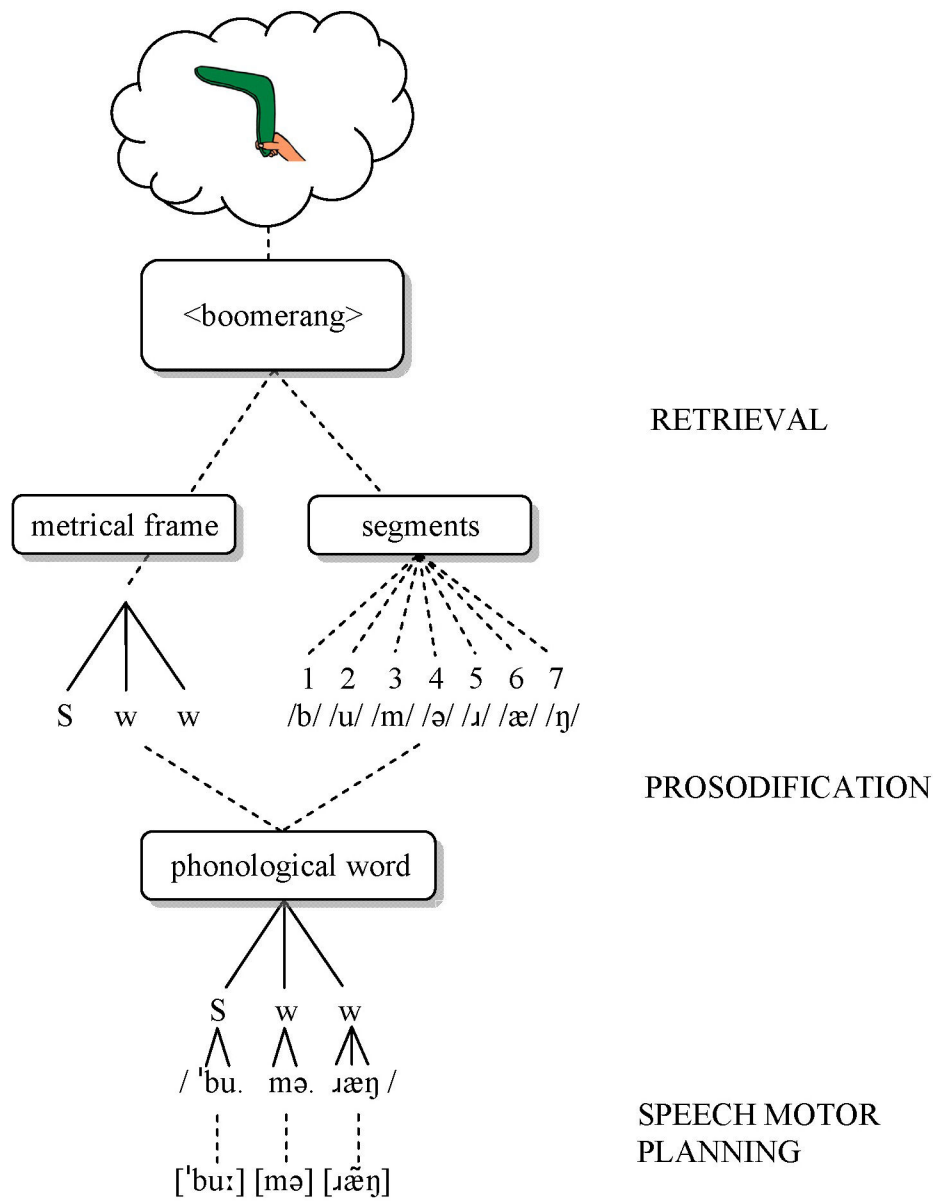 <boomerang>
RETRIEVAL
metrical frame
segments
1 2 3 4 5 6 7
S w w
/b/ /u/ /m/ /ə/ /ɹ/ /æ/ /ŋ/
PROSODIFICATION
phonological word
S w w
/ ˈbu. mə. ɹæŋ /
SPEECH MOTOR
PLANNING
[ˈbuː] [mə] [ɹæ̃ŋ]